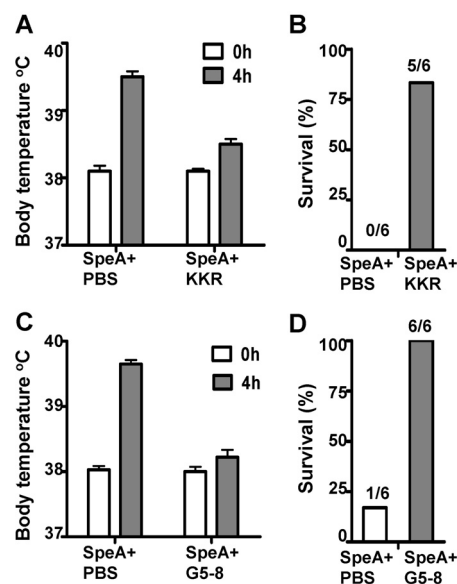 A
Body temperature ºC
40
39
38
37
0h
4h
SpeA+ SpeA+
PBS KKR
B
Survival (%)
100
75
50
25
0
0/6
5/6
SpeA+ SpeA+
PBS KKR
C
Body temperature ºC
40
39
38
37
0h
4h
SpeA+ SpeA+
PBS G5-8
D
Survival (%)
100
75
50
25
0
1/6
6/6
SpeA+ SpeA+
PBS G5-8